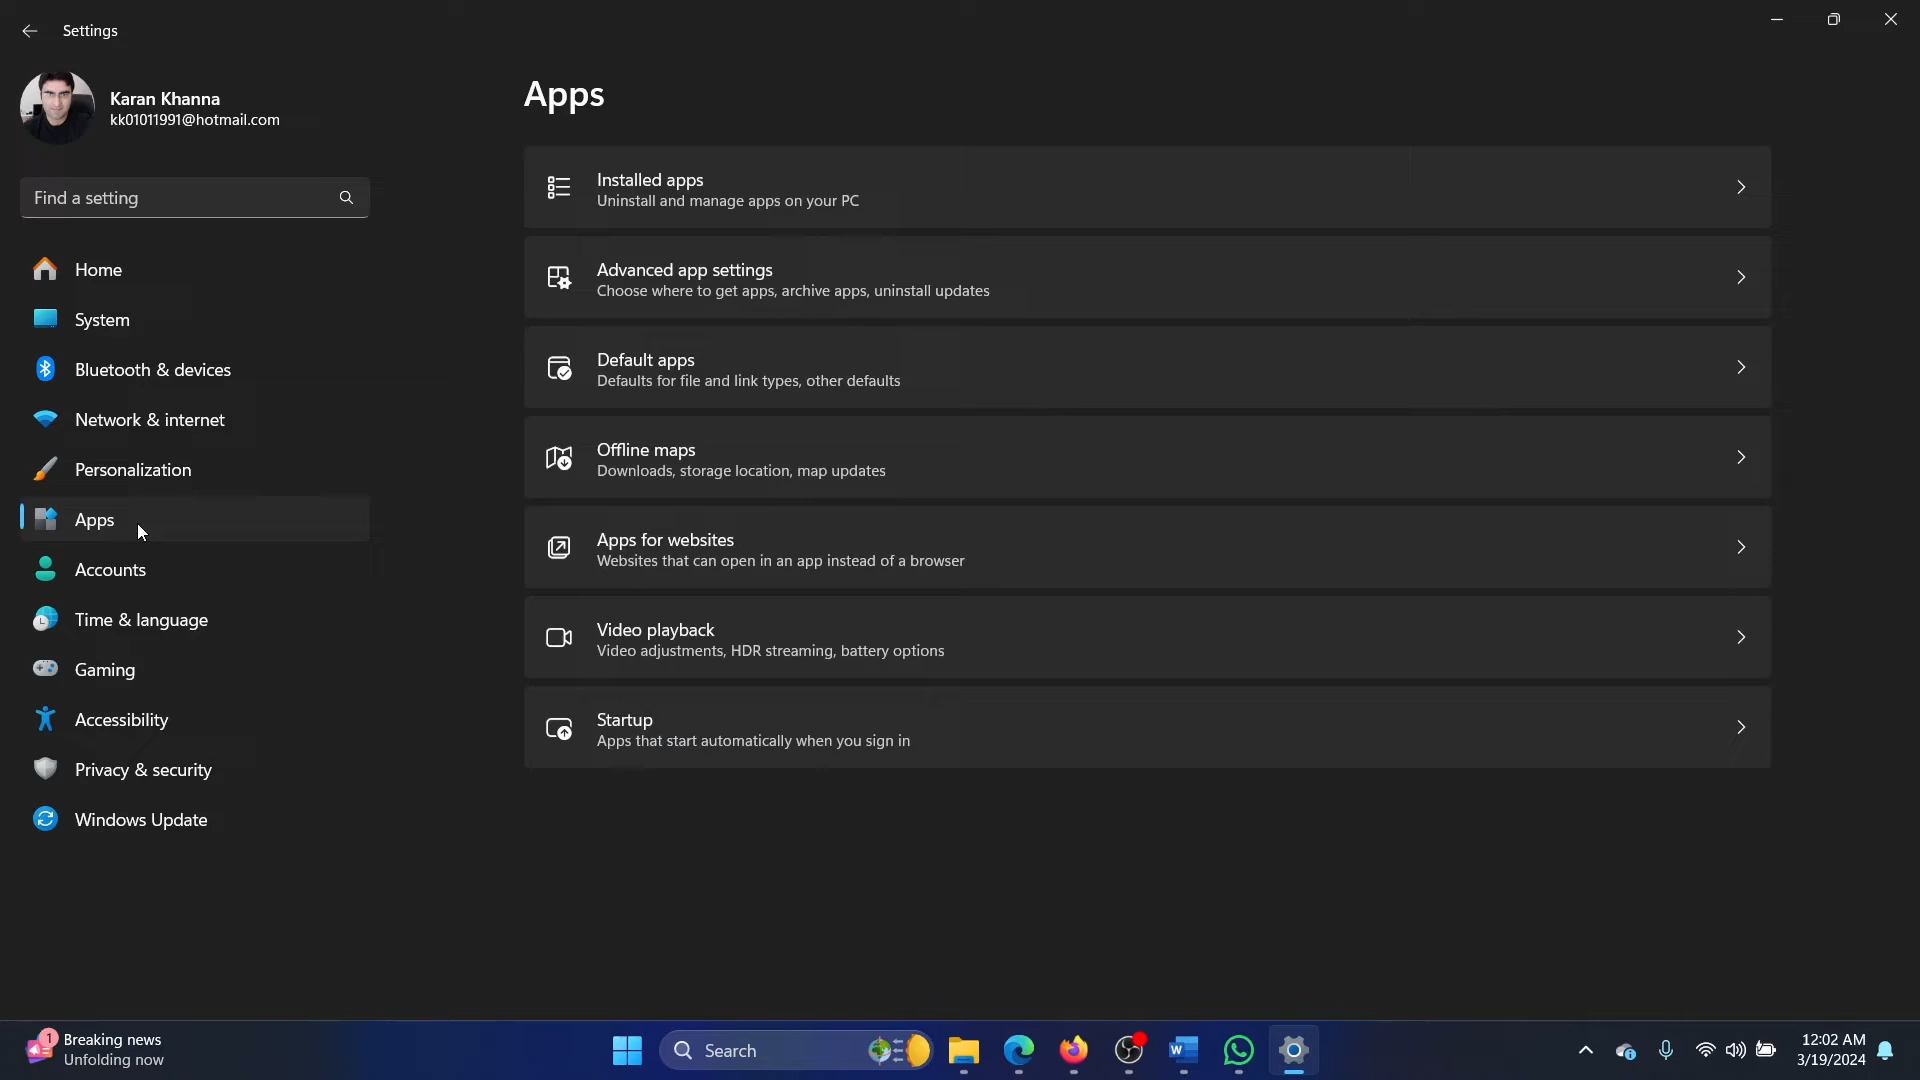 Settings
Karan Khanna
kk01011991@hotmail.com
Find a setting
Home
System
Bluetooth & devices
Network & internet
Personalization
Apps
Accounts
Time & language
Gaming
Accessibility
Privacy & security
Windows Update
Apps
Installed apps
Uninstall and manage apps on your PC
Advanced app settings
Choose where to get apps, archive apps, uninstall updates
Default apps
Defaults for file and link types, other defaults
Offline maps
Downloads, storage location, map updates
Apps for websites
Websites that can open in an app instead of a browser
Video playback
Video adjustments, HDR streaming, battery options
Startup
Apps that start automatically when you sign in
1
Breaking news
Unfolding now
Search
W
12:02 AM
3/19/2024